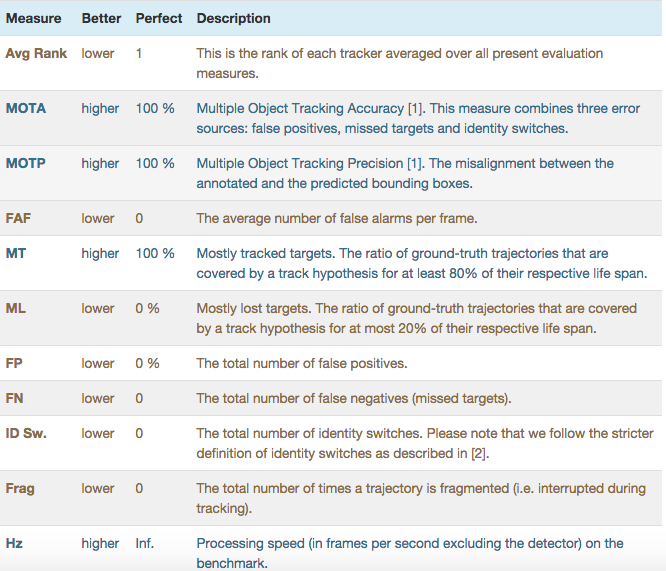 Measure Better Perfect Description
Avg Rank lower 1 This is the rank of each tracker averaged over all present evaluation
measures.
MOTA higher 100 % Multiple Object Tracking Accuracy [1]. This measure combines three error
sources: false positives, missed targets and identity switches.
MOTP higher 100 % Multiple Object Tracking Precision [1]. The misalignment between the
annotated and the predicted bounding boxes.
FAF lower 0 The average number of false alarms per frame.
MT higher 100 % Mostly tracked targets. The ratio of ground-truth trajectories that are
covered by a track hypothesis for at least 80% of their respective life span.
ML lower 0 % Mostly lost targets. The ratio of ground-truth trajectories that are covered
by a track hypothesis for at most 20% of their respective life span.
FP lower 0 % The total number of false positives.
FN lower 0 The total number of false negatives (missed targets).
ID Sw. lower 0 The total number of identity switches. Please note that we follow the stricter
definition of identity switches as described in [2].
Frag lower 0 The total number of times a trajectory is fragmented (i.e. interrupted during
tracking).
Hz higher Inf. Processing speed (in frames per second excluding the detector) on the
benchmark.